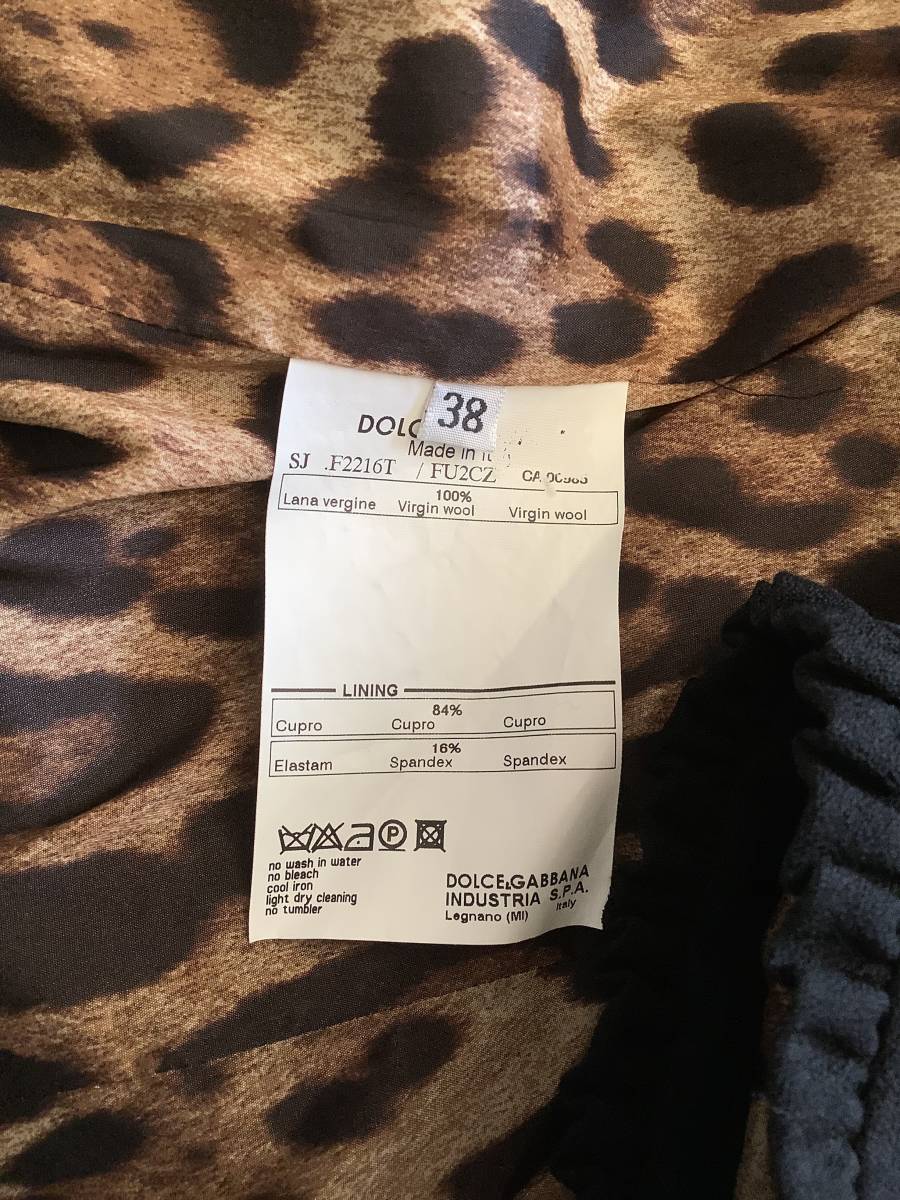 38
DOLC
Made in It
SJ .F2216T / FU2CZ CA
100%
Lana vergine Virgin wool Virgin wool
LINING
84%
Cupro Cupro Cupro
16%
Elastam Spandex Spandex
P
no wash in water
no bleach
cool iron
light dry cleaning
no tumbler
DOLCE&GABBANA
INDUSTRIA S.P.A.
Legnano (MI) Italy